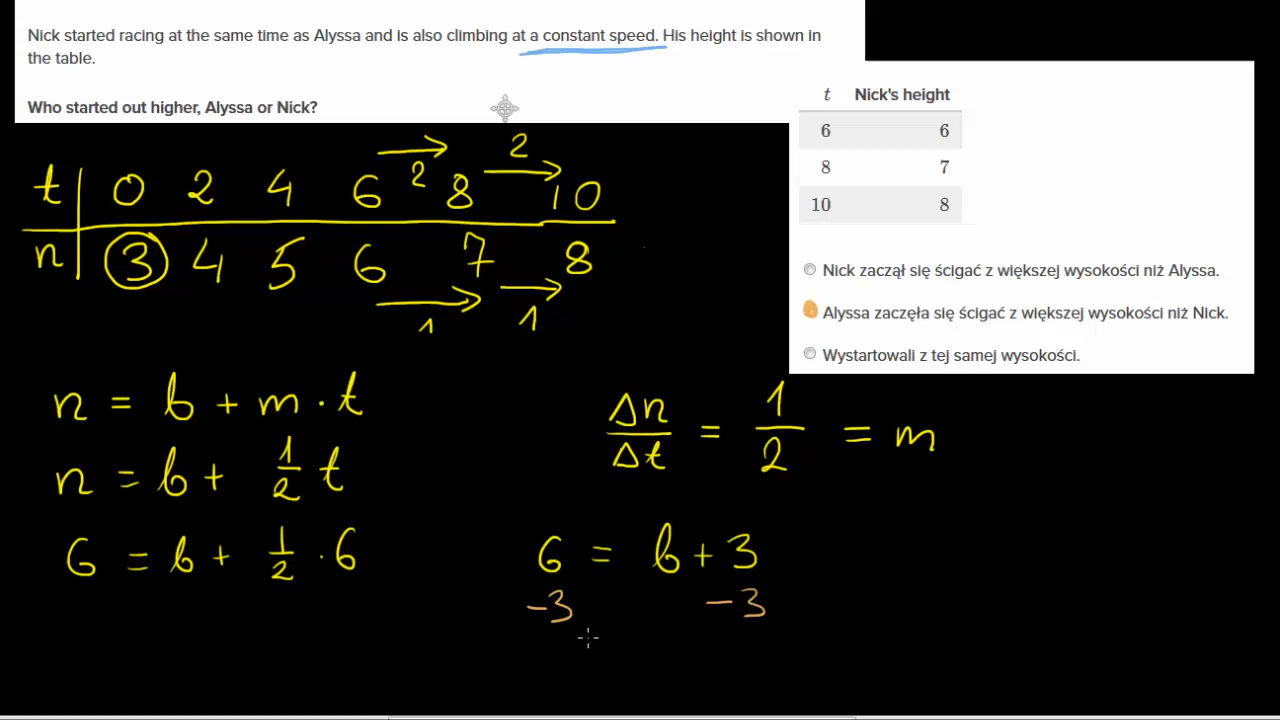 Nick started racing at the same time as Alyssa and is also climbing at a constant speed. His height is shown in
the table.
Who started out higher, Alyssa or Nick?
t Nick's height
6 6
8 7
10 8
Nick zaczął się ścigać z większej wysokości niż Alyssa.
Alyssa zaczęła się ścigać z większej wysokości niż Nick.
Wystartowali z tej samej wysokości.
2 2
t 0 2 4 6 8 10
n 3 4 5 6 7 8
1 1
n = b + m · t
n = b + 1/2 t
6 = b + 1/2 · 6
Δn/Δt = 1/2 = m
6 = b + 3
-3 -3